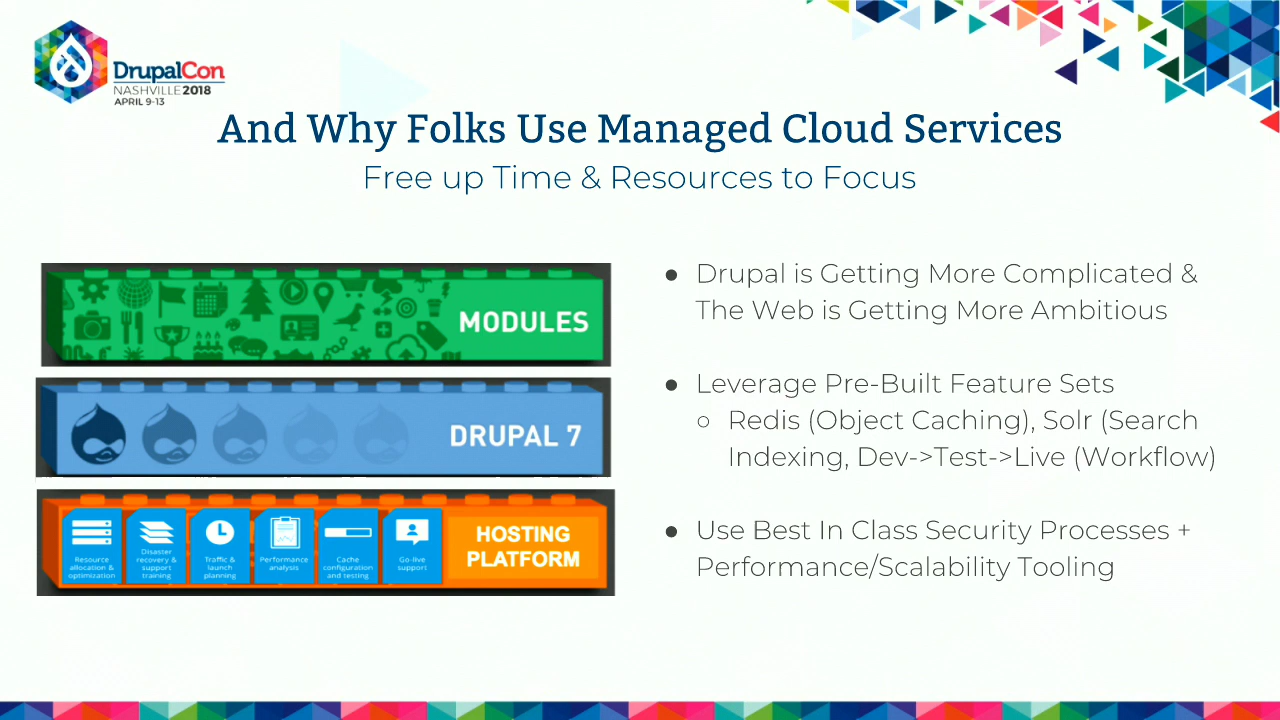 DrupalCon
NASHVILLE 2018
APRIL 9-13
And Why Folks Use Managed Cloud Services
Free up Time & Resources to Focus
MODULES
DRUPAL 7
Resource
allocation &
optimization
Disaster
recovery &
support
training
Traffic &
launch
planning
Performance
analysis
Cache
configuration
and testing
Go-live
support
HOSTING
PLATFORM
● Drupal is Getting More Complicated &
The Web is Getting More Ambitious
● Leverage Pre-Built Feature Sets
○ Redis (Object Caching), Solr (Search
Indexing, Dev->Test->Live (Workflow)
● Use Best In Class Security Processes +
Performance/Scalability Tooling